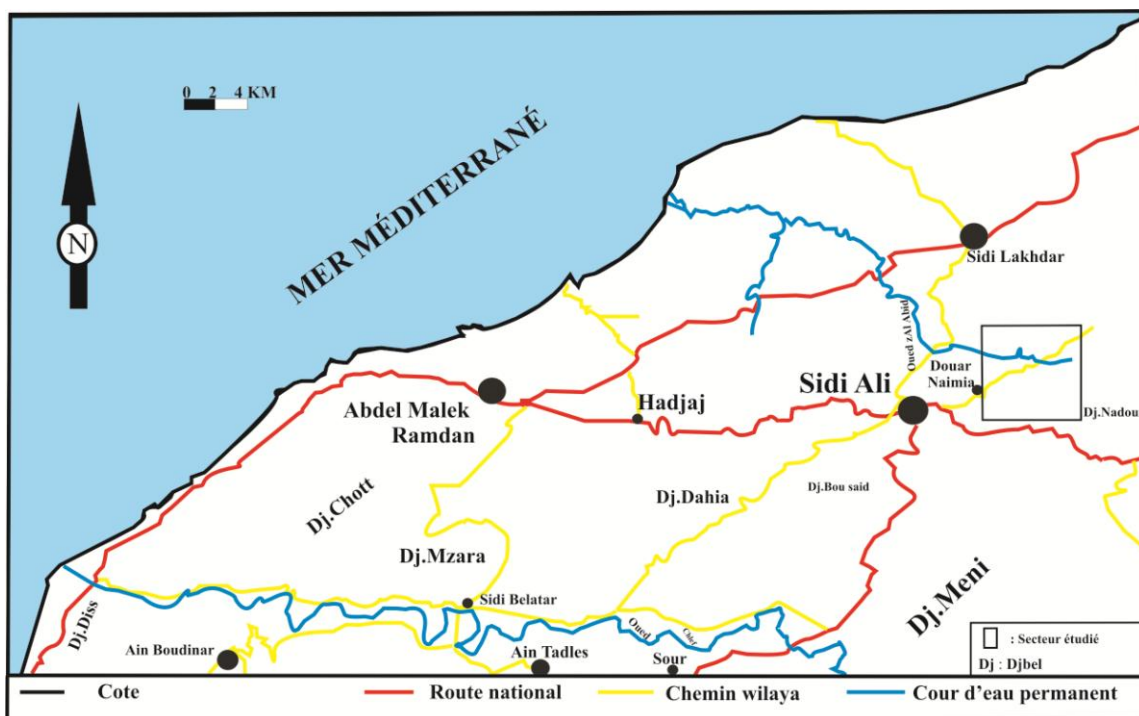 0 2 4 KM
MER MÉDITERRANÉ
N
Sidi Lakhdar
Oued zAl Abid
Douar
Naimia
Sidi Ali
Hadjaj
Abdel Malek
Ramdan
Dj.Nadou
Dj.Chott
Dj.Dahia
Dj.Bou said
Dj.Mzara
Dj.Meni
Sidi Belatar
Dj.Diss
Oued
Ain Boudinar
Ain Tadles
Sour
: Secteur étudié
Dj : Djbel
Cote
Route national
Chemin wilaya
Cour d'eau permanent